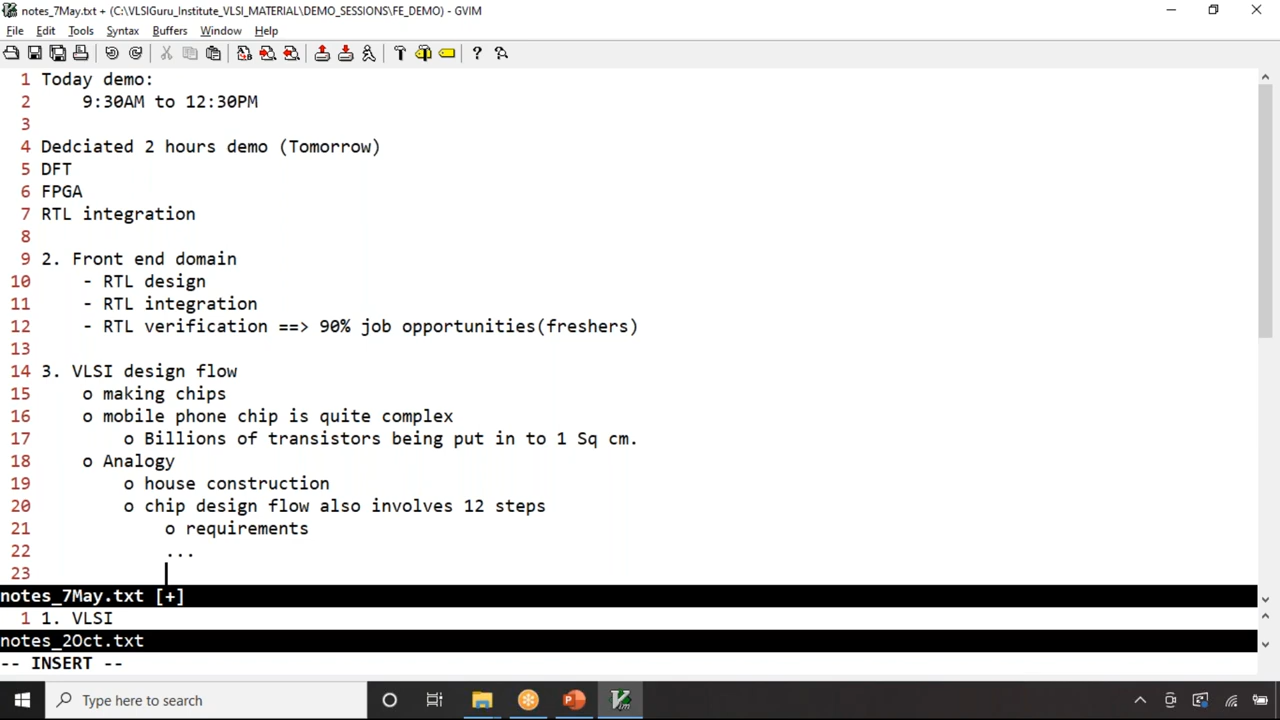 notes_7May.txt + (C:\VLSIGuru_Institute_VLSI_MATERIAL\DEMO_SESSIONS\FE_DEMO) - GVIM
File Edit Tools Syntax Buffers Window Help
1 Today demo:
2 9:30AM to 12:30PM
3
4 Dedciated 2 hours demo (Tomorrow)
5 DFT
6 FPGA
7 RTL integration
8
9 2. Front end domain
10 - RTL design
11 - RTL integration
12 - RTL verification ==> 90% job opportunities(freshers)
13
14 3. VLSI design flow
15 o making chips
16 o mobile phone chip is quite complex
17 o Billions of transistors being put in to 1 Sq cm.
18 o Analogy
19 o house construction
20 o chip design flow also involves 12 steps
21 o requirements
22 ...
23
notes_7May.txt [+]
1 1. VLSI
notes_2Oct.txt
-- INSERT --
Type here to search